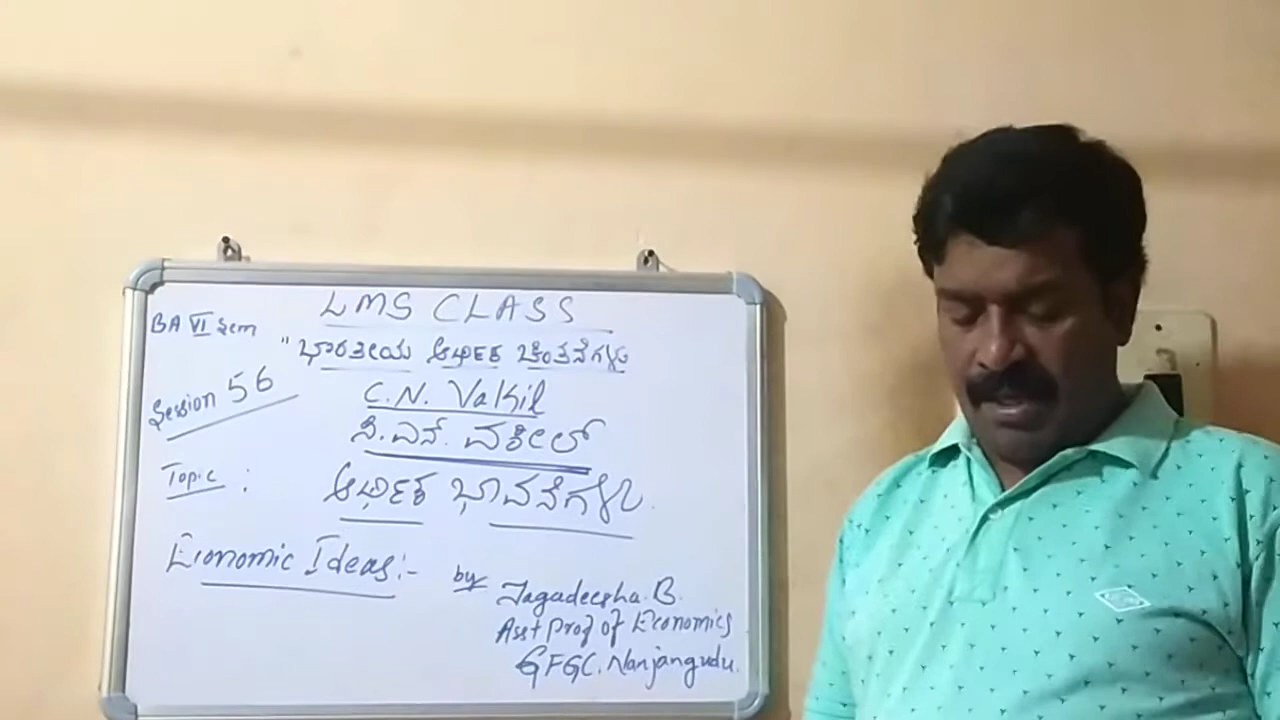 LMS CLASS
BA VI Sem
"ಭಾರತೀಯ ಆರ್ಥಿಕ ಚಿಂತನೆಗಳು
Session 56
C.N. Vakil
ಸಿ.ಎನ್. ವಕೀಲ್
Topic : ಆರ್ಥಿಕ ಭಾವನೆಗಳು.
Economic Ideas:-
by Jagadeesha. B.
Asst Prof of Economics
GFGC. Nanjangudu.